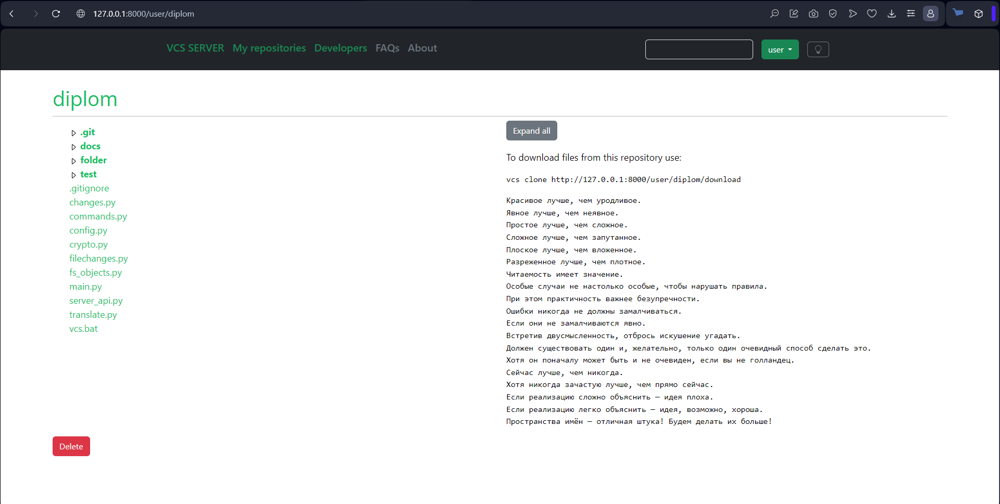 127.0.0.1:8000/user/diplom
VCS SERVER My repositories Developers FAQs About user
diplom
.git
docs
folder
test
.gitignore
changes.py
commands.py
config.py
crypto.py
filechanges.py
fs_objects.py
main.py
server_api.py
translate.py
vcs.bat
Expand all
To download files from this repository use:
vcs clone http://127.0.0.1:8000/user/diplom/download
Красивое лучше, чем уродливое.
Явное лучше, чем неявное.
Простое лучше, чем сложное.
Сложное лучше, чем запутанное.
Плоское лучше, чем вложенное.
Разреженное лучше, чем плотное.
Читаемость имеет значение.
Особые случаи не настолько особые, чтобы нарушать правила.
При этом практичность важнее безупречности.
Ошибки никогда не должны замалчиваться.
Если они не замалчиваются явно.
Встретив двусмысленность, отбрось искушение угадать.
Должен существовать один и, желательно, только один очевидный способ сделать это.
Хотя он поначалу может быть и не очевиден, если вы не голландец.
Сейчас лучше, чем никогда.
Хотя никогда зачастую лучше, чем прямо сейчас.
Если реализацию сложно объяснить — идея плоха.
Если реализацию легко объяснить — идея, возможно, хороша.
Пространства имён — отличная штука! Будем делать их больше!
Delete